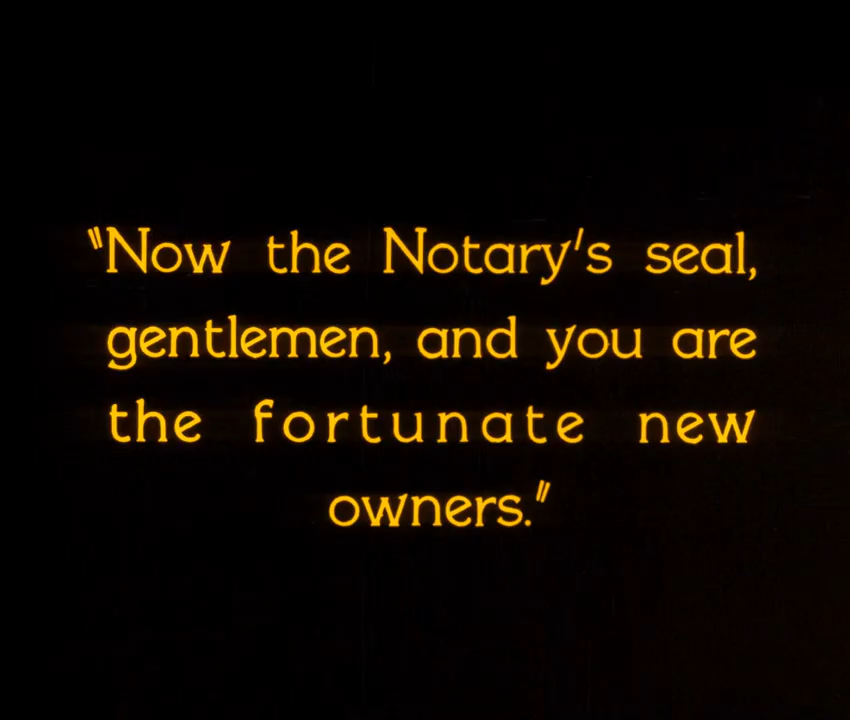 "Now the Notary's seal,
gentlemen, and you are
the fortunate new
owners."